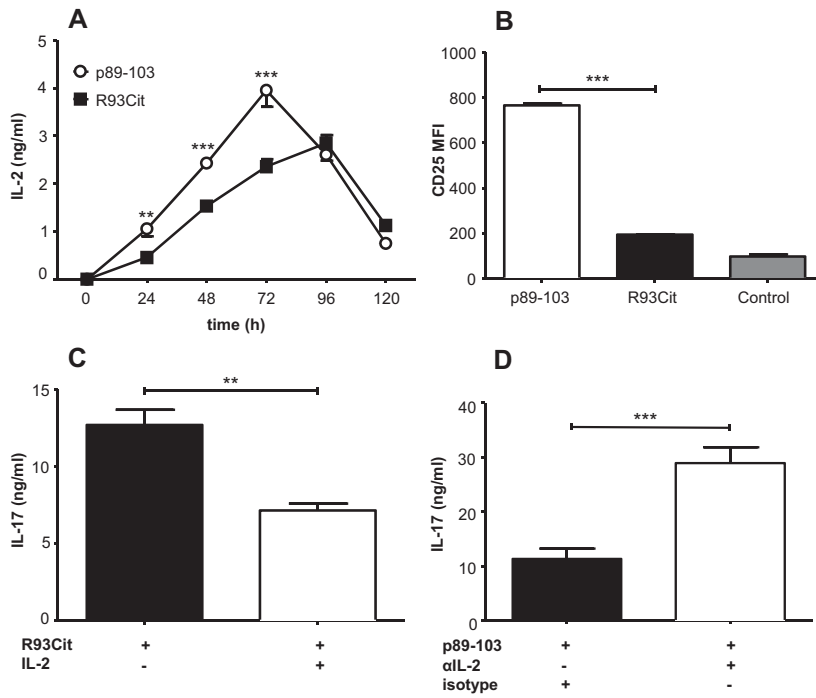 A
IL-2 (ng/ml)
5
4
3
2
1
0
p89-103
R93Cit
**
***
***
0 24 48 72 96 120
time (h)
B
CD25 MFI
1000
800
600
400
200
0
***
p89-103 R93Cit Control
C
IL-17 (ng/ml)
15
10
5
0
**
R93Cit + +
IL-2 - +
D
IL-17 (ng/ml)
40
30
20
10
0
***
p89-103 + +
αIL-2 - +
isotype + -